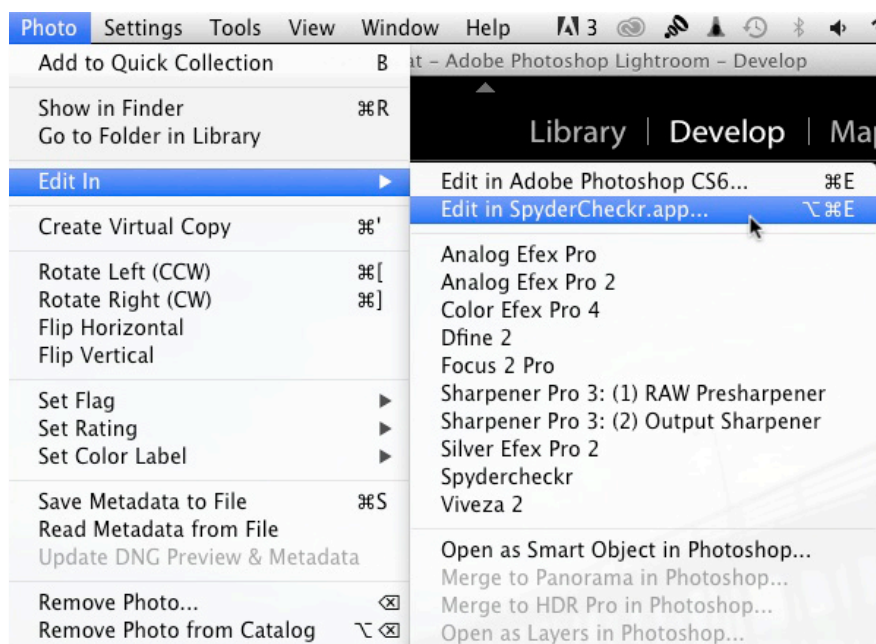 Photo Settings Tools View Window Help 3
at – Adobe Photoshop Lightroom – Develop
Library | Develop |
Add to Quick Collection B
Show in Finder ⌘R
Go to Folder in Library
Edit In ▶
Create Virtual Copy ⌘'
Rotate Left (CCW) ⌘[
Rotate Right (CW) ⌘]
Flip Horizontal
Flip Vertical
Set Flag ▶
Set Rating ▶
Set Color Label ▶
Save Metadata to File ⌘S
Read Metadata from File
Update DNG Preview & Metadata
Remove Photo... ⌫
Remove Photo from Catalog ⌥⌫
Edit in Adobe Photoshop CS6... ⌘E
Edit in SpyderCheckr.app... ⌥⌘E
Analog Efex Pro
Analog Efex Pro 2
Color Efex Pro 4
Dfine 2
Focus 2 Pro
Sharpener Pro 3: (1) RAW Presharpener
Sharpener Pro 3: (2) Output Sharpener
Silver Efex Pro 2
Spydercheckr
Viveza 2
Open as Smart Object in Photoshop...
Merge to Panorama in Photoshop...
Merge to HDR Pro in Photoshop...
Open as Layers in Photoshop...